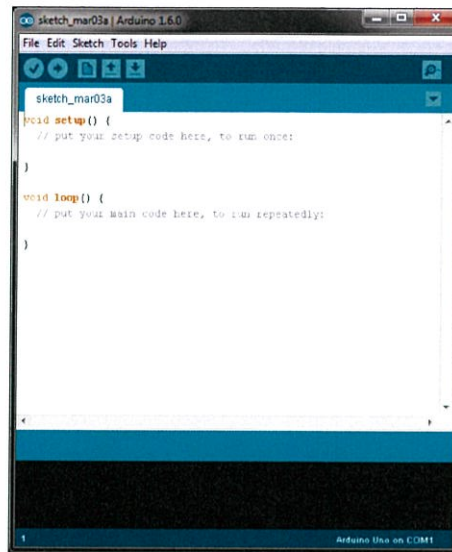 sketch_mar03a | Arduino 1.6.0
File Edit Sketch Tools Help
sketch_mar03a
void setup() {
// put your setup code here, to run once:
}
void loop() {
// put your main code here, to run repeatedly:
}
1
Arduino Uno on COM1